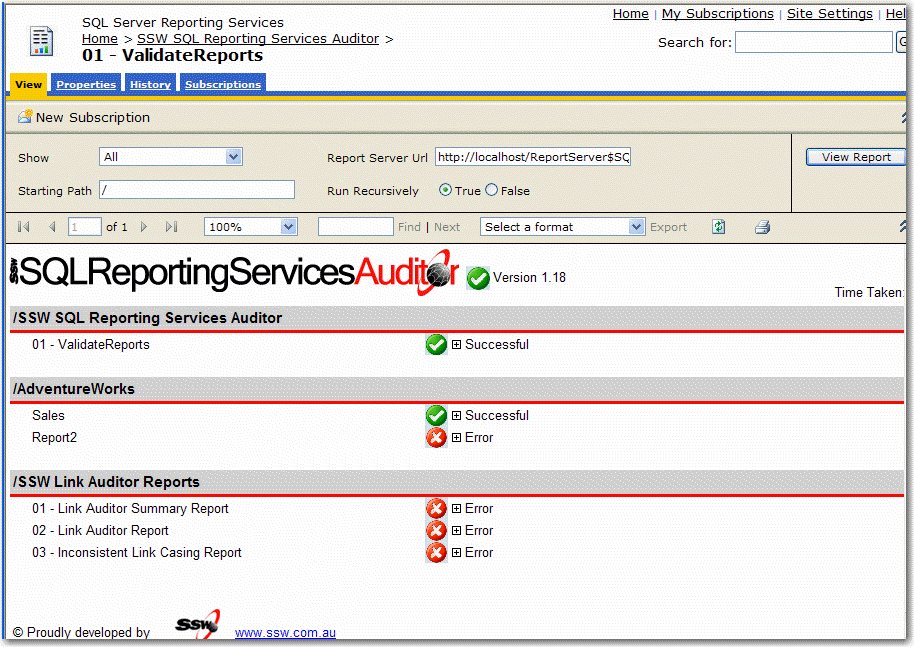 SQL Server Reporting Services
Home | My Subscriptions | Site Settings |
Home > SSW SQL Reporting Services Auditor >
01 - ValidateReports
Search for:
View Properties History Subscriptions
New Subscription
Show All Report Server Url http://localhost/ReportServer$SQ View Report
Starting Path / Run Recursively True False
1 of 1 100% Find | Next Select a format Export
SSW SQLReportingServicesAuditor Version 1.18
Time Taken:
/SSW SQL Reporting Services Auditor
01 - ValidateReports Successful
/AdventureWorks
Sales Successful
Report2 Error
/SSW Link Auditor Reports
01 - Link Auditor Summary Report Error
02 - Link Auditor Report Error
03 - Inconsistent Link Casing Report Error
© Proudly developed by SSW www.ssw.com.au